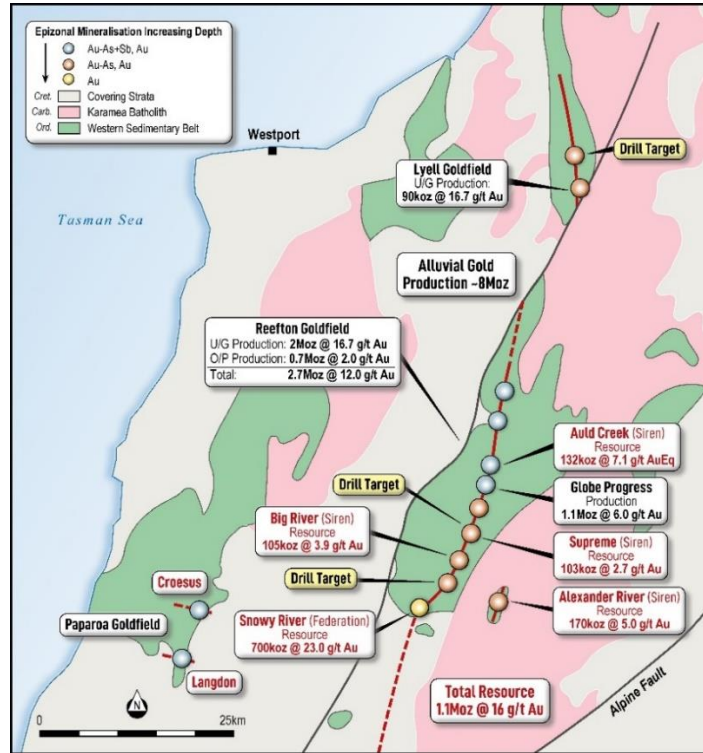 Epizonal Mineralisation Increasing Depth
Au-As+Sb, Au
Au-As, Au
Au
Cret. Covering Strata
Carb. Karamea Batholith
Ord. Western Sedimentary Belt
Westport
Tasman Sea
Drill Target
Lyell Goldfield
U/G Production:
90koz @ 16.7 g/t Au
Alluvial Gold
Production ~8Moz
Reefton Goldfield
U/G Production: 2Moz @ 16.7 g/t Au
O/P Production: 0.7Moz @ 2.0 g/t Au
Total: 2.7Moz @ 12.0 g/t Au
Auld Creek (Siren)
Resource
132koz @ 7.1 g/t AuEq
Drill Target
Globe Progress
Production
1.1Moz @ 6.0 g/t Au
Big River (Siren)
Resource
105koz @ 3.9 g/t Au
Supreme (Siren)
Resource
103koz @ 2.7 g/t Au
Drill Target
Croesus
Alexander River (Siren)
Resource
170koz @ 5.0 g/t Au
Paparoa Goldfield
Snowy River (Federation)
Resource
700koz @ 23.0 g/t Au
Langdon
Total Resource
1.1Moz @ 16 g/t Au
Alpine Fault
N
0 25km